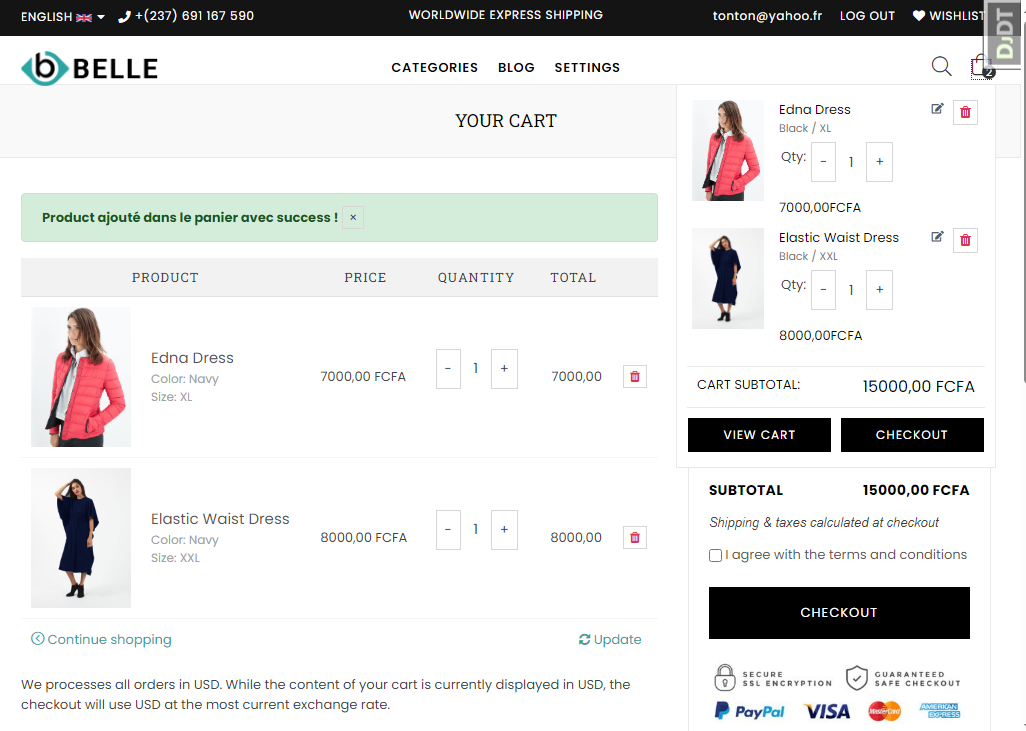 ENGLISH +(237) 691 167 590 WORLDWIDE EXPRESS SHIPPING tonton@yahoo.fr LOG OUT WISHLIST
DJDT
b BELLE CATEGORIES BLOG SETTINGS 2
YOUR CART
Product ajouté dans le panier avec success ! ×
PRODUCT PRICE QUANTITY TOTAL
Edna Dress
Color: Navy
Size: XL
7000,00 FCFA - 1 + 7000,00
Elastic Waist Dress
Color: Navy
Size: XXL
8000,00 FCFA - 1 + 8000,00
Continue shopping Update
We processes all orders in USD. While the content of your cart is currently displayed in USD, the
checkout will use USD at the most current exchange rate.
Edna Dress
Black / XL
Qty: - 1 +
7000,00FCFA
Elastic Waist Dress
Black / XXL
Qty: - 1 +
8000,00FCFA
CART SUBTOTAL: 15000,00 FCFA
VIEW CART CHECKOUT
SUBTOTAL 15000,00 FCFA
Shipping & taxes calculated at checkout
I agree with the terms and conditions
CHECKOUT
SECURE
SSL ENCRYPTION
GUARANTEED
SAFE CHECKOUT
PayPal VISA MasterCard AMERICAN EXPRESS